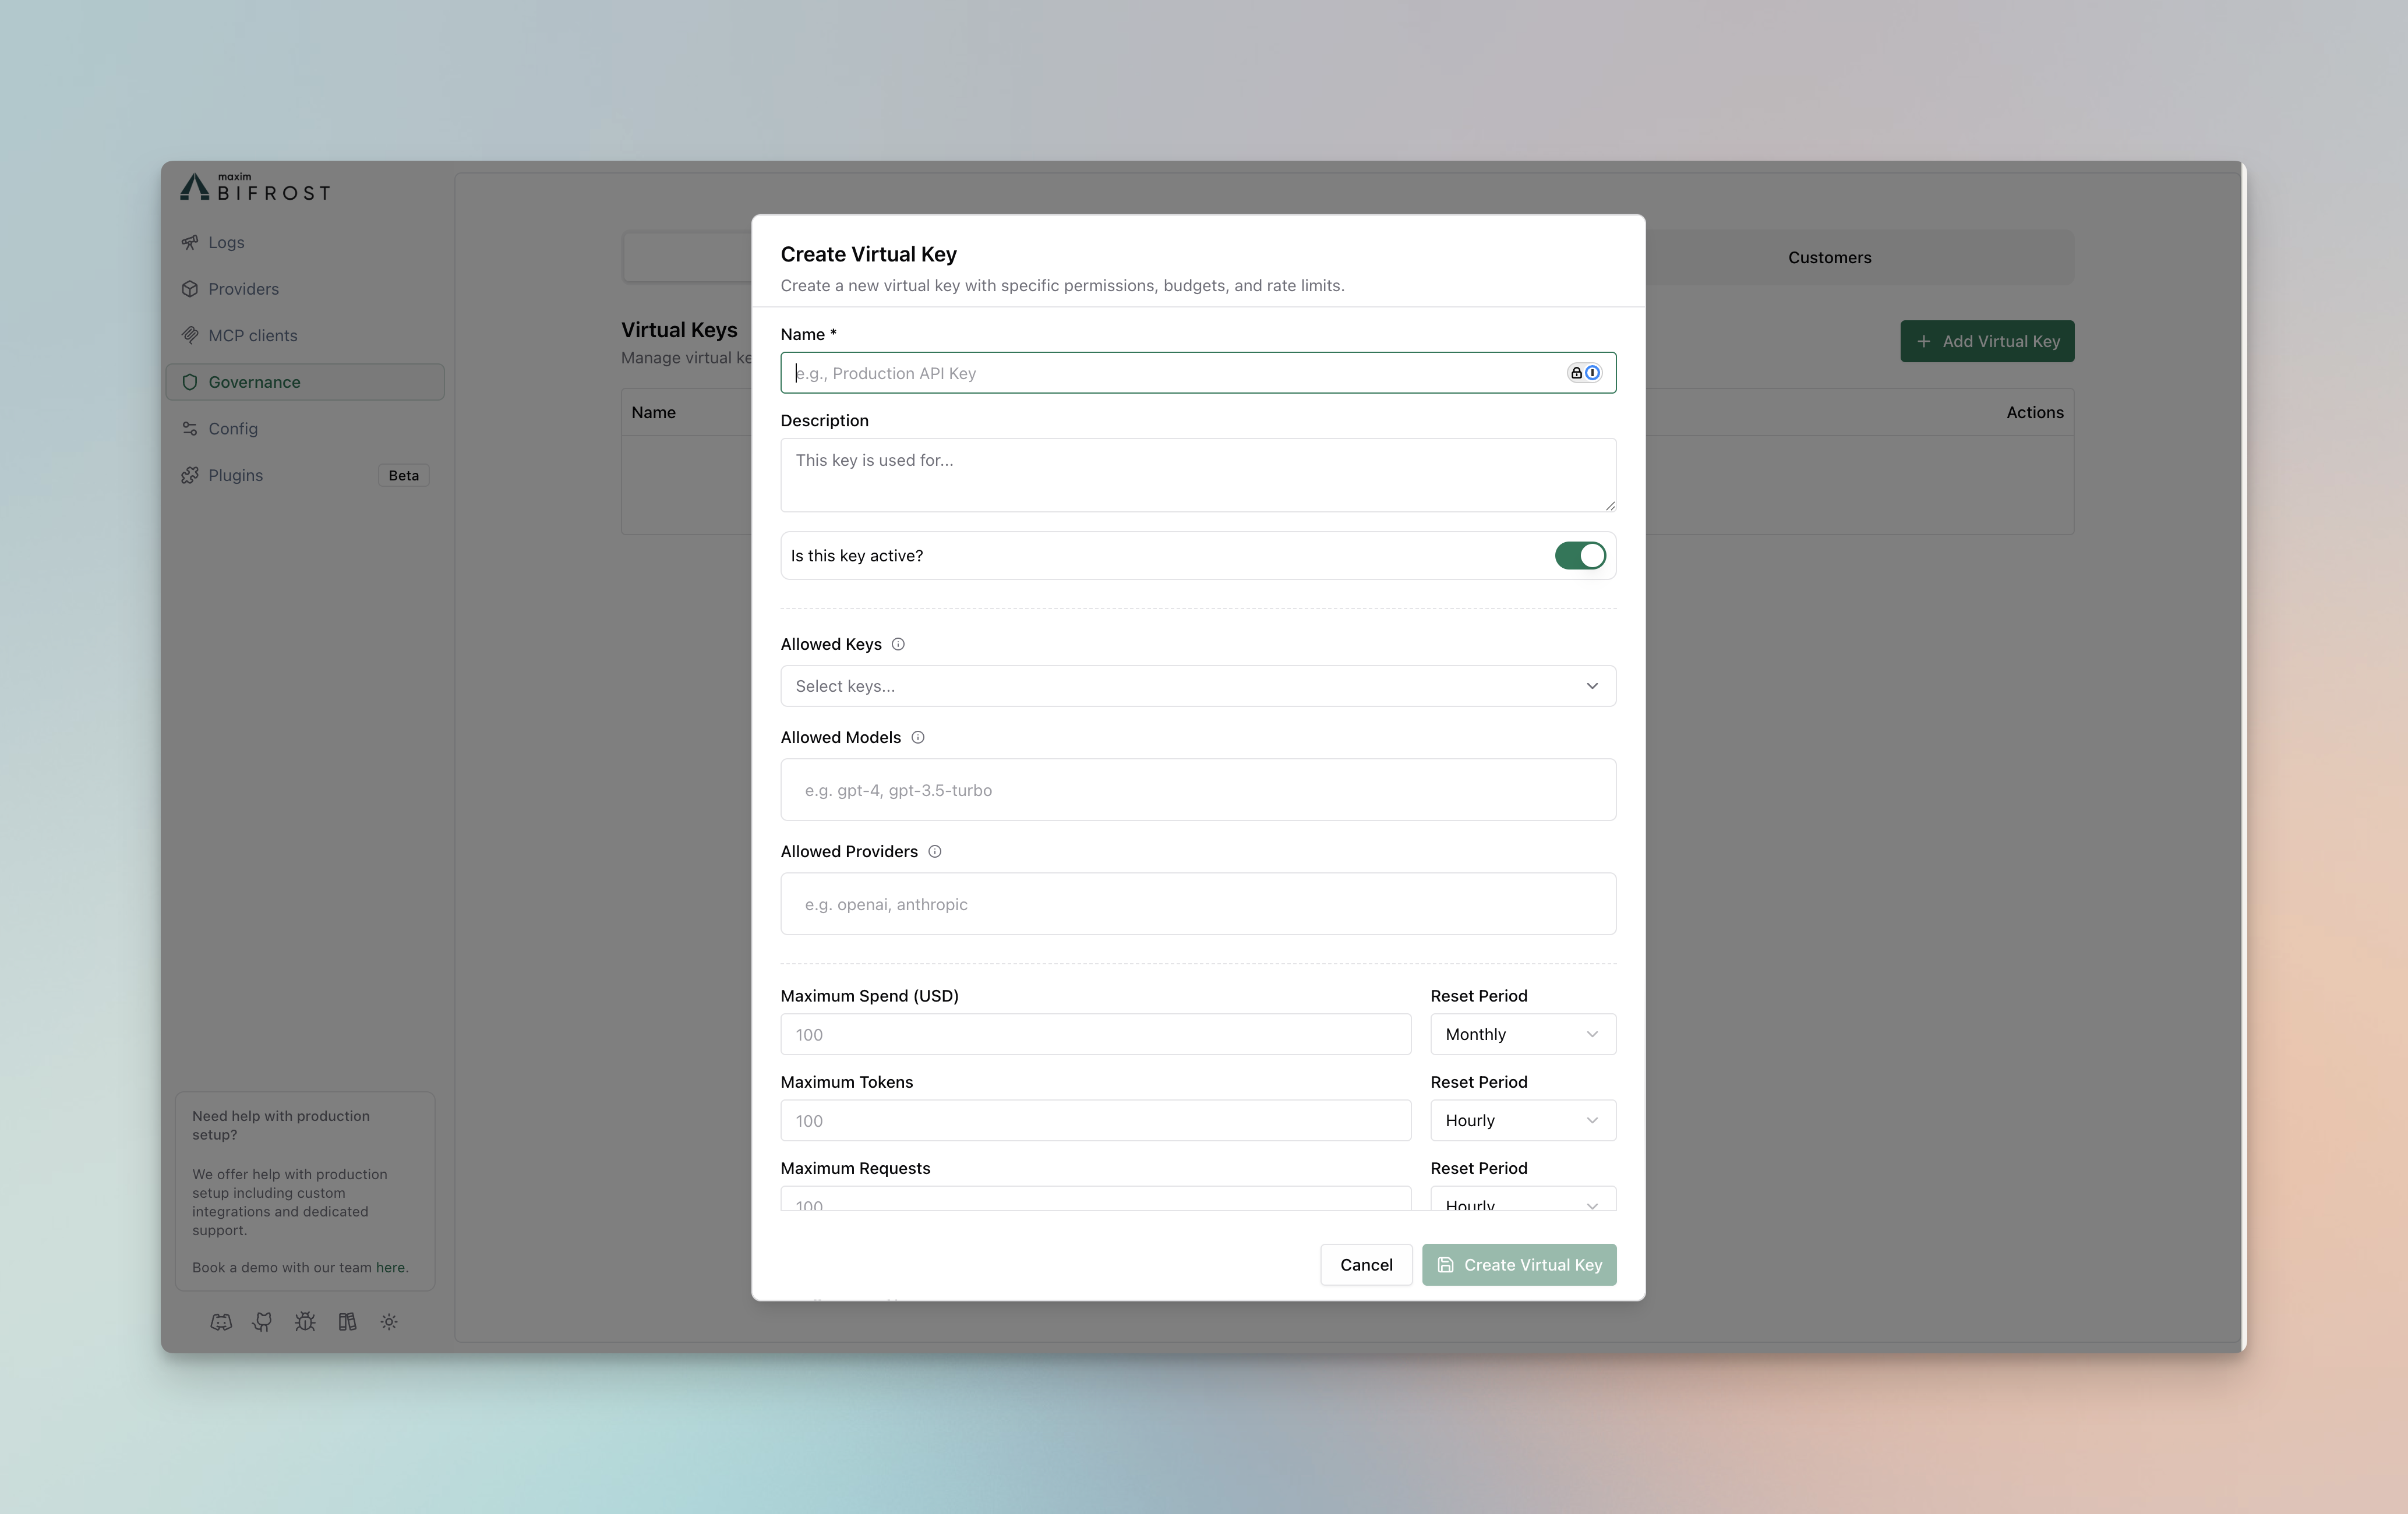 maxim
BIFROST
Logs
Providers
MCP clients
Governance
Config
Plugins
Beta
Need help with production
setup?
We offer help with production
setup including custom
integrations and dedicated
support.
Book a demo with our team here.
Customers
Virtual Keys
Manage virtual ke
Add Virtual Key
Name
Actions
Create Virtual Key
Create a new virtual key with specific permissions, budgets, and rate limits.
Name *
e.g., Production API Key
Description
This key is used for...
Is this key active?
Allowed Keys
Select keys...
Allowed Models
e.g. gpt-4, gpt-3.5-turbo
Allowed Providers
e.g. openai, anthropic
Maximum Spend (USD)
Reset Period
100
Monthly
Maximum Tokens
Reset Period
100
Hourly
Maximum Requests
Reset Period
100
Hourly
Cancel
Create Virtual Key